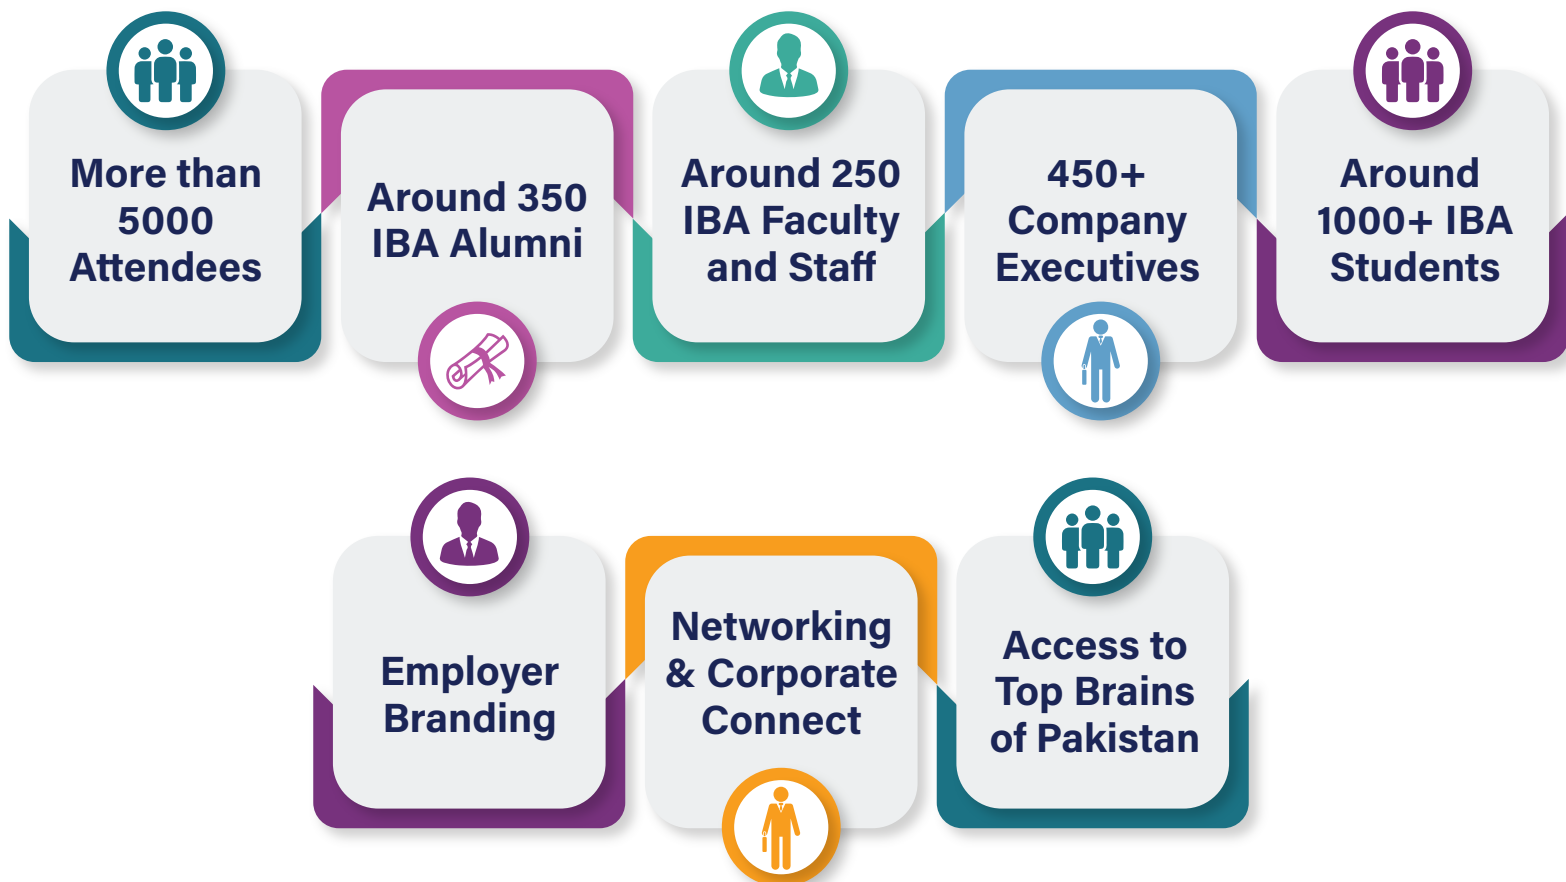 More than
5000
Attendees
Around 350
IBA Alumni
Around 250
IBA Faculty
and Staff
450+
Company
Executives
Around
1000+ IBA
Students
Employer
Branding
Networking
& Corporate
Connect
Access to
Top Brains
of Pakistan